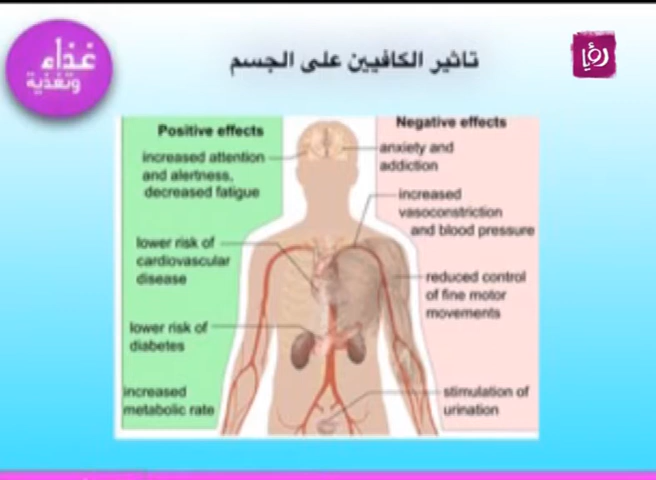 غذاء
وتغذية
تاثير الكافيين على الجسم
رؤيا
Positive effects
increased attention
and alertness,
decreased fatigue
lower risk of
cardiovascular
disease
lower risk of
diabetes
increased
metabolic rate
Negative effects
anxiety and
addiction
increased
vasoconstriction
and blood pressure
reduced control
of fine motor
movements
stimulation of
urination